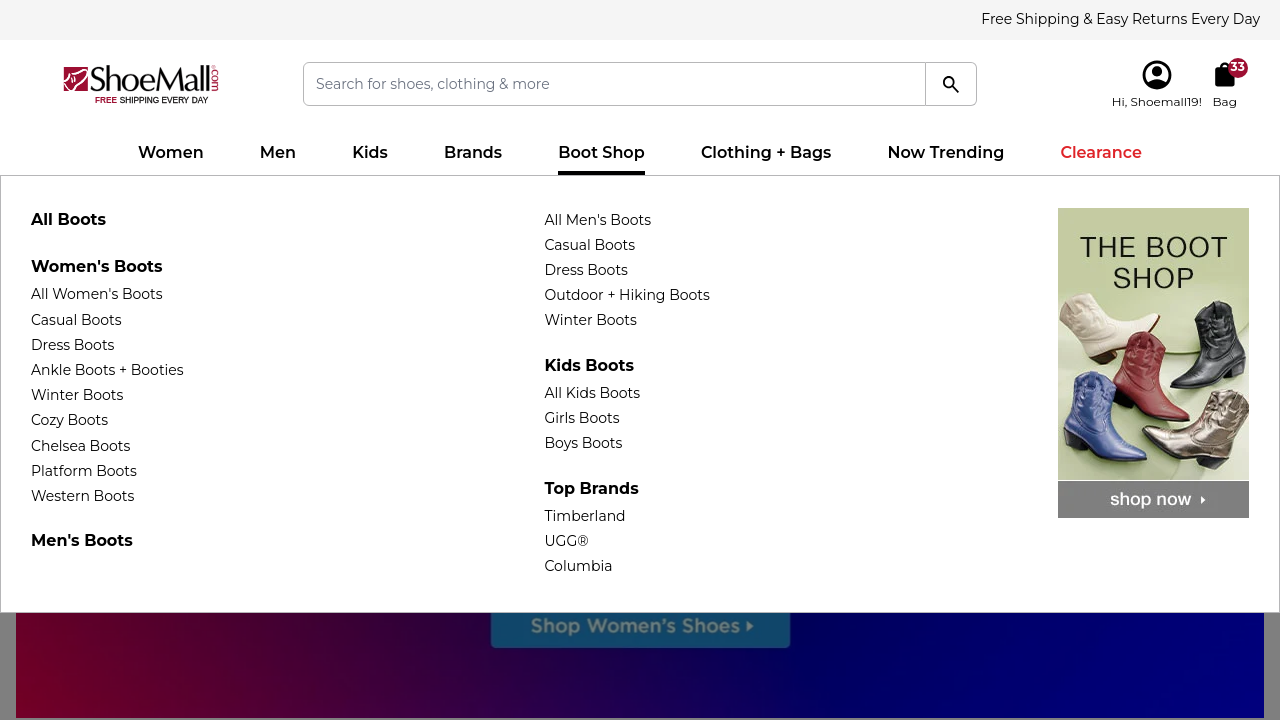 Free Shipping & Easy Returns Every Day
ShoeMall.com
FREE SHIPPING EVERY DAY
Search for shoes, clothing & more
33
Hi, Shoemall19!
Bag
Women
Men
Kids
Brands
Boot Shop
Clothing + Bags
Now Trending
Clearance
All Boots
Women's Boots
All Women's Boots
Casual Boots
Dress Boots
Ankle Boots + Booties
Winter Boots
Cozy Boots
Chelsea Boots
Platform Boots
Western Boots
Men's Boots
All Men's Boots
Casual Boots
Dress Boots
Outdoor + Hiking Boots
Winter Boots
Kids Boots
All Kids Boots
Girls Boots
Boys Boots
Top Brands
Timberland
UGG®
Columbia
THE BOOT
SHOP
shop now
Shop Women's Shoes